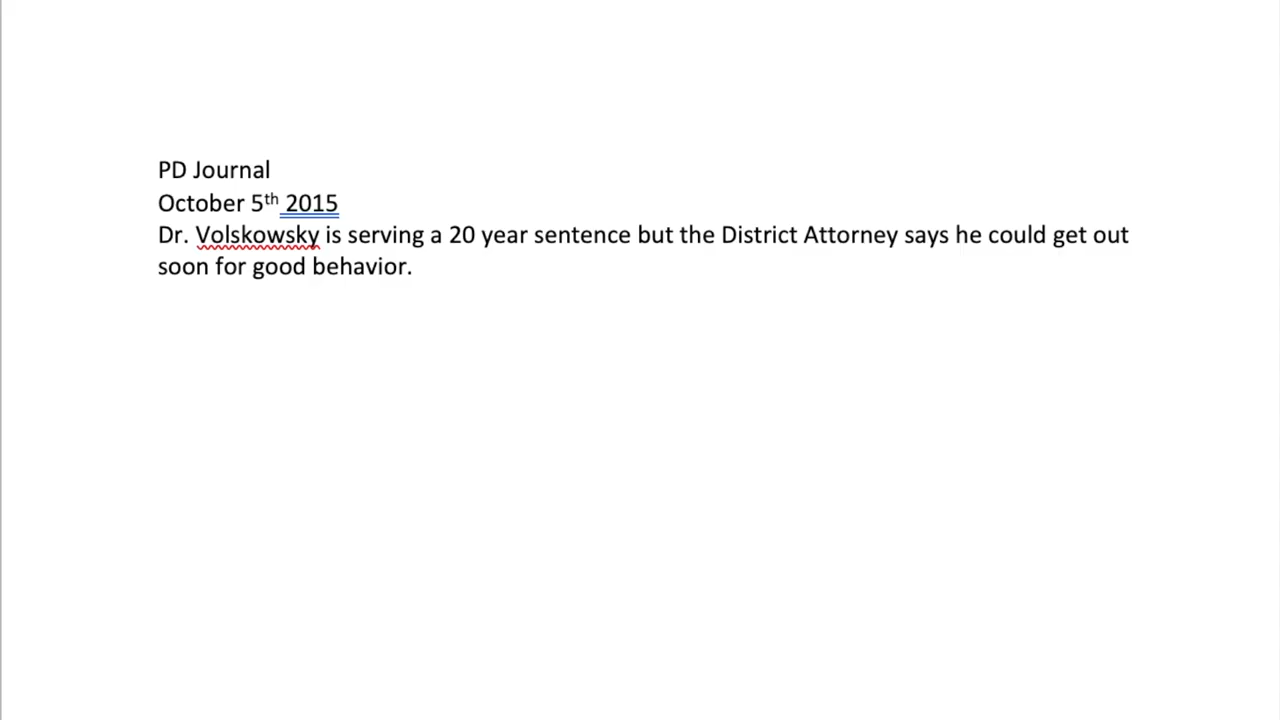 PD Journal
October 5th 2015
Dr. Volskowsky is serving a 20 year sentence but the District Attorney says he could get out
soon for good behavior.